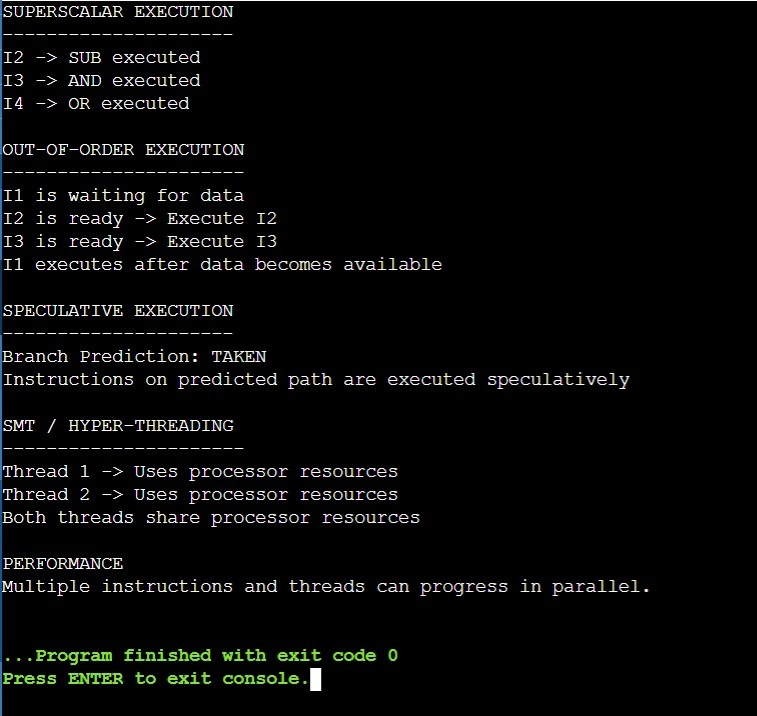 SUPERSCALAR EXECUTION
---------------------
I2 -> SUB executed
I3 -> AND executed
I4 -> OR executed
OUT-OF-ORDER EXECUTION
----------------------
I1 is waiting for data
I2 is ready -> Execute I2
I3 is ready -> Execute I3
I1 executes after data becomes available
SPECULATIVE EXECUTION
---------------------
Branch Prediction: TAKEN
Instructions on predicted path are executed speculatively
SMT / HYPER-THREADING
----------------------
Thread 1 -> Uses processor resources
Thread 2 -> Uses processor resources
Both threads share processor resources
PERFORMANCE
Multiple instructions and threads can progress in parallel.
...Program finished with exit code 0
Press ENTER to exit console.